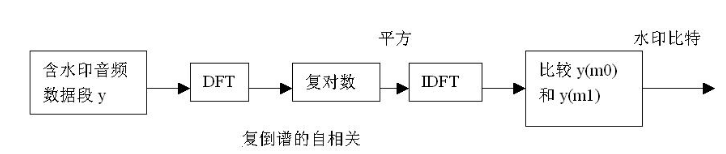 平方
水印比特
含水印音频
数据段 y
DFT
复对数
IDFT
比较 y(m0)
和 y(m1)
复倒谱的自相关